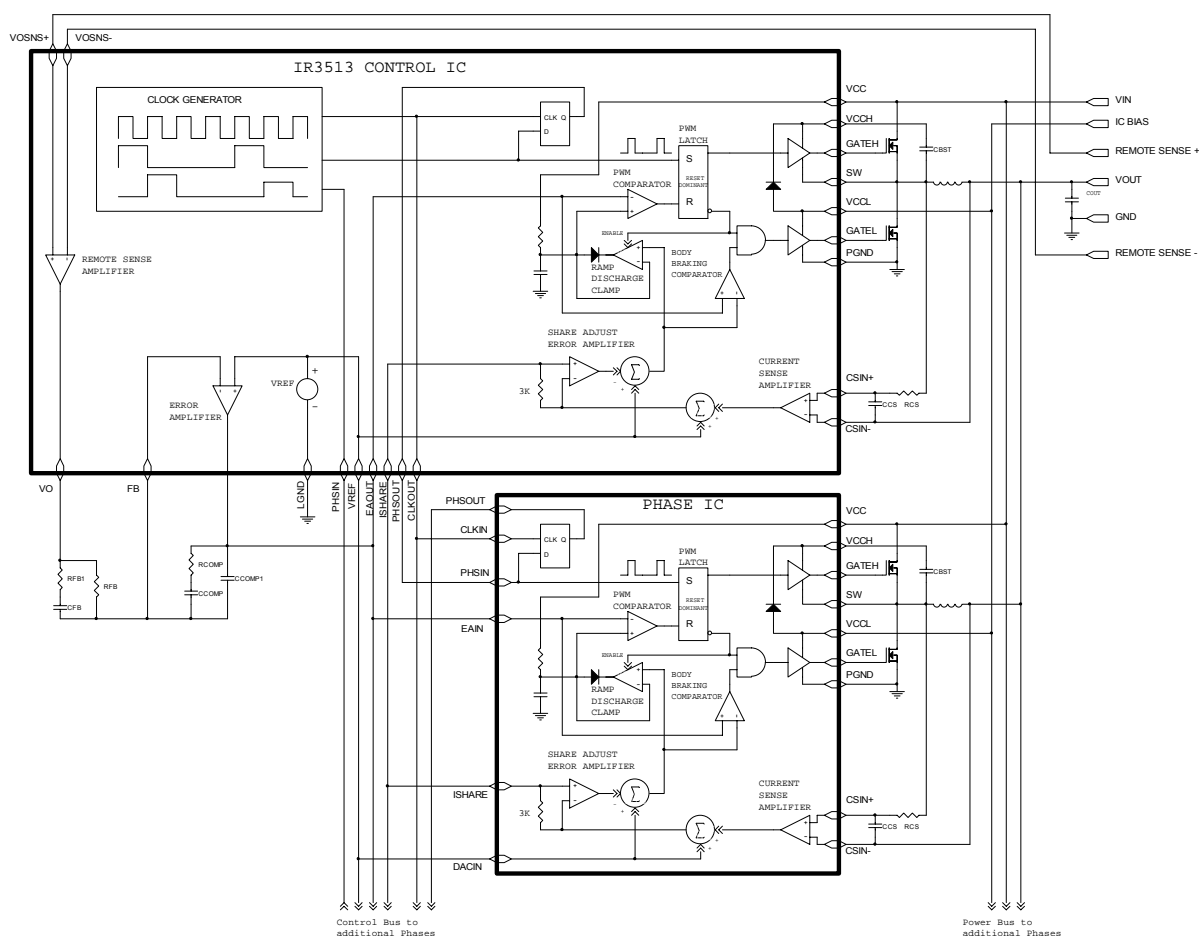 VOSNS+
VOSNS-
IR3513 CONTROL IC
CLOCK GENERATOR
CLK Q
D
PWM
LATCH
S
RESET
DOMINANT
R
PWM
COMPARATOR
ENABLE
+
-
RAMP
DISCHARGE
CLAMP
BODY
BRAKING
COMPARATOR
REMOTE SENSE
AMPLIFIER
SHARE ADJUST
ERROR AMPLIFIER
3K
Σ
Σ
CURRENT
SENSE
AMPLIFIER
VREF
+
−
ERROR
AMPLIFIER
VCC
VCCH
GATEH
SW
VCCL
GATEL
PGND
CSIN+
CSIN-
CBST
CCS
RCS
COUT
VIN
IC BIAS
REMOTE SENSE +
VOUT
GND
REMOTE SENSE -
VO
FB
LGND
PHSIN
VREF
EAOUT
ISHARE
PHSOUT
CLKOUT
RFB1
RFB
CFB
RCOMP
CCOMP
CCOMP1
PHSOUT
CLKIN
PHSIN
EAIN
ISHARE
DACIN
PHASE IC
CLK Q
D
PWM
LATCH
S
RESET
DOMINANT
R
PWM
COMPARATOR
ENABLE
+
-
RAMP
DISCHARGE
CLAMP
BODY
BRAKING
COMPARATOR
SHARE ADJUST
ERROR AMPLIFIER
3K
Σ
Σ
CURRENT
SENSE
AMPLIFIER
VCC
VCCH
GATEH
SW
VCCL
GATEL
PGND
CSIN+
CSIN-
CBST
CCS
RCS
Control Bus to
additional Phases
Power Bus to
additional Phases